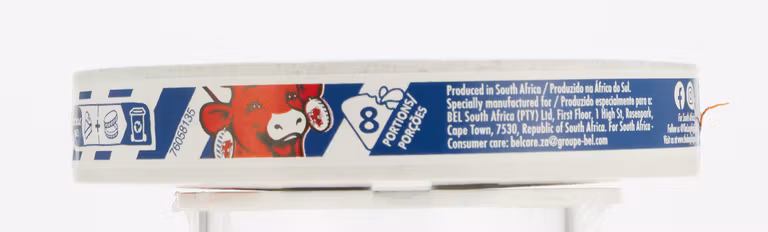 76068135
8
PORTIONS/
PORÇÕES
Produced in South Africa / Produzido na África do Sul.
Specially manufactured for / Produzido especialmente para a:
BEL South Africa (PTY) Ltd, First Floor, 1 High St, Rosenpark,
Cape Town, 7530, Republic of South Africa. For South Africa -
Consumer care: belcare.za@groupe-bel.com